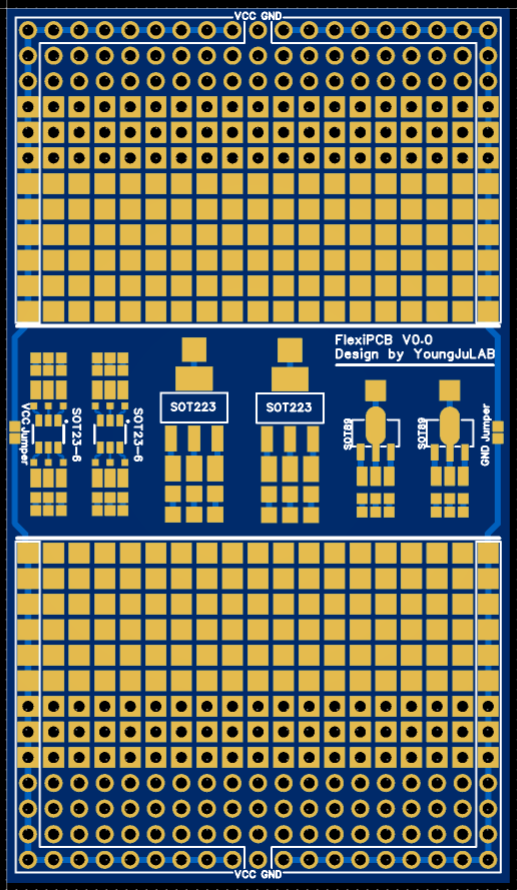 VCC GND
FlexiPCB V0.0
Design by YoungJuLAB
VCC Jumper
SOT23-6
SOT23-6
SOT223
SOT223
SOT89
SOT89
GND Jumper
VCC GND